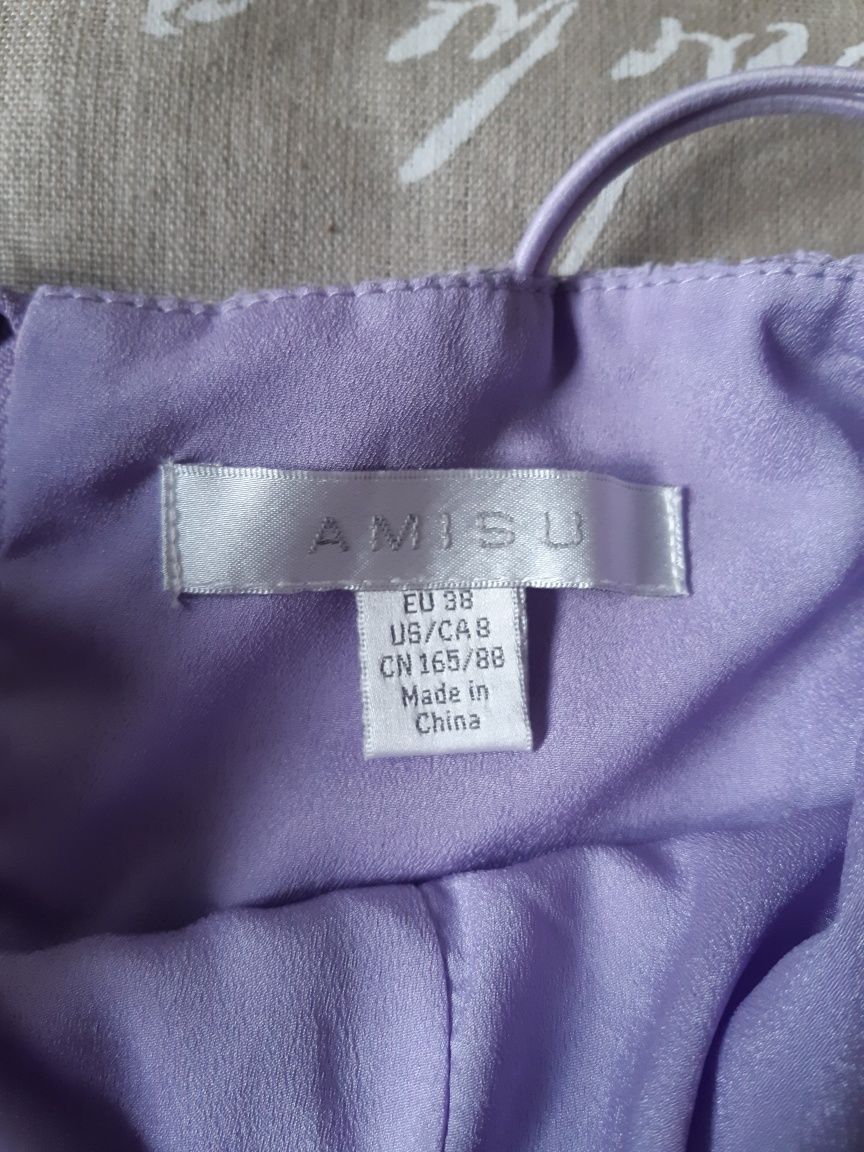 AMISU
EU 38
US/CA 8
CN 165/88
Made in
China